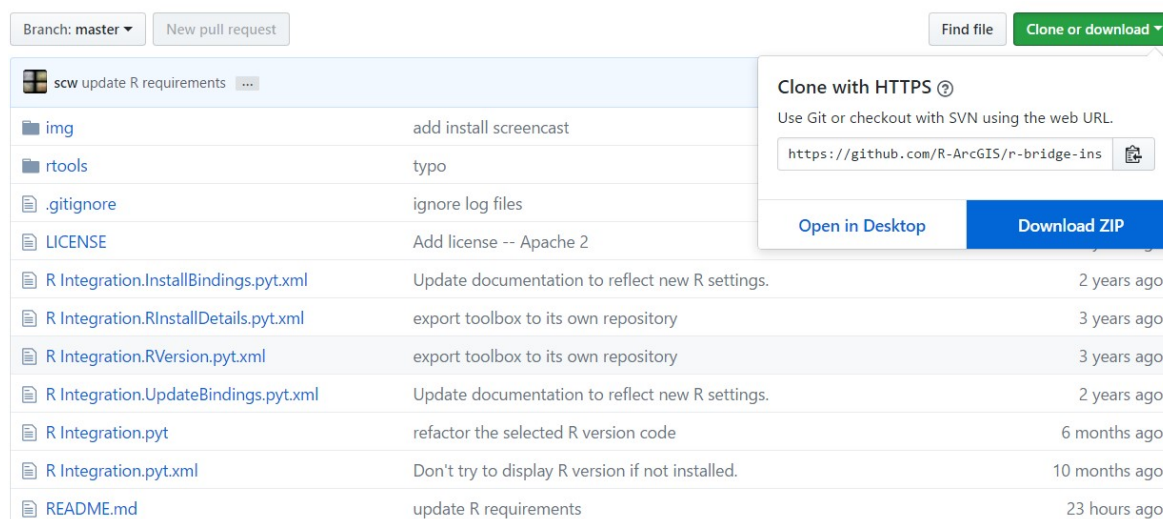 Branch: master New pull request Find file Clone or download
scw update R requirements ...
Clone with HTTPS
Use Git or checkout with SVN using the web URL.
https://github.com/R-ArcGIS/r-bridge-ins
Open in Desktop Download ZIP
img add install screencast
rtools typo
.gitignore ignore log files
LICENSE Add license -- Apache 2
R Integration.InstallBindings.pyt.xml Update documentation to reflect new R settings. 2 years ago
R Integration.RInstallDetails.pyt.xml export toolbox to its own repository 3 years ago
R Integration.RVersion.pyt.xml export toolbox to its own repository 3 years ago
R Integration.UpdateBindings.pyt.xml Update documentation to reflect new R settings. 2 years ago
R Integration.pyt refactor the selected R version code 6 months ago
R Integration.pyt.xml Don't try to display R version if not installed. 10 months ago
README.md update R requirements 23 hours ago